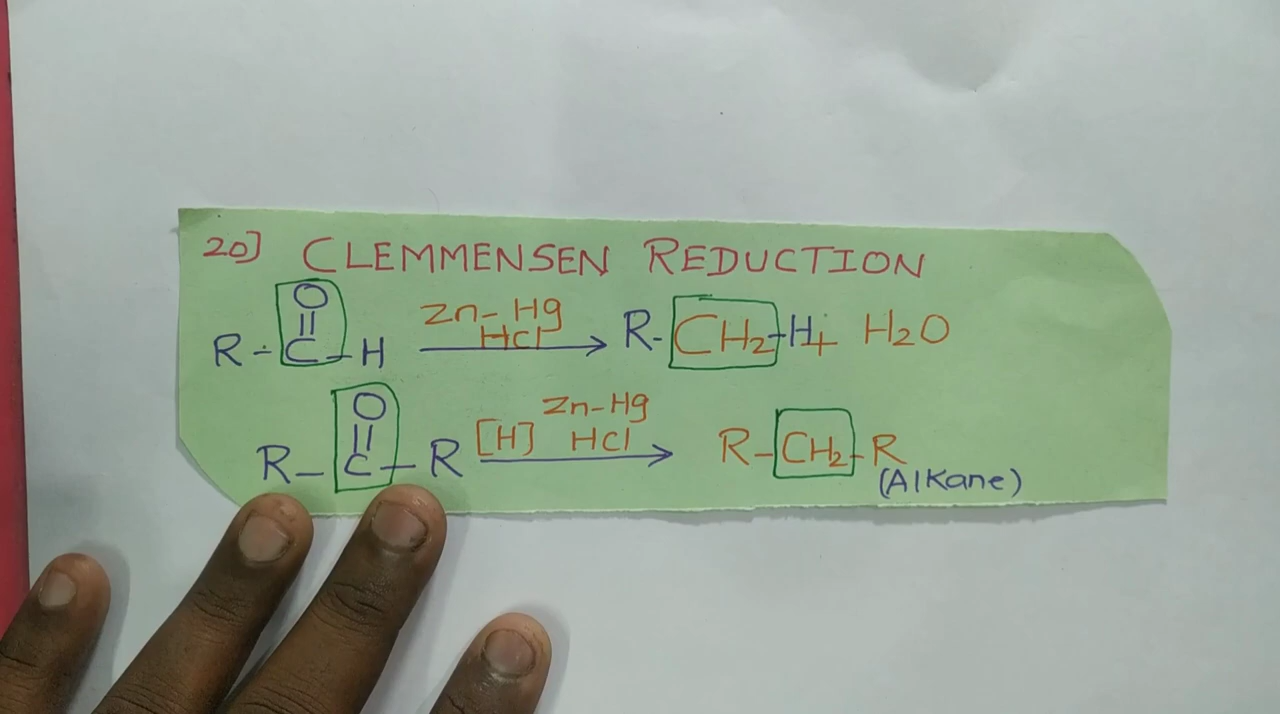 20] CLEMMENSEN REDUCTION
O
||
R - C - H Zn - Hg HCl → R - CH2 - H + H2O
O
||
R - C - R [H] Zn - Hg HCl → R - CH2 - R
(Alkane)